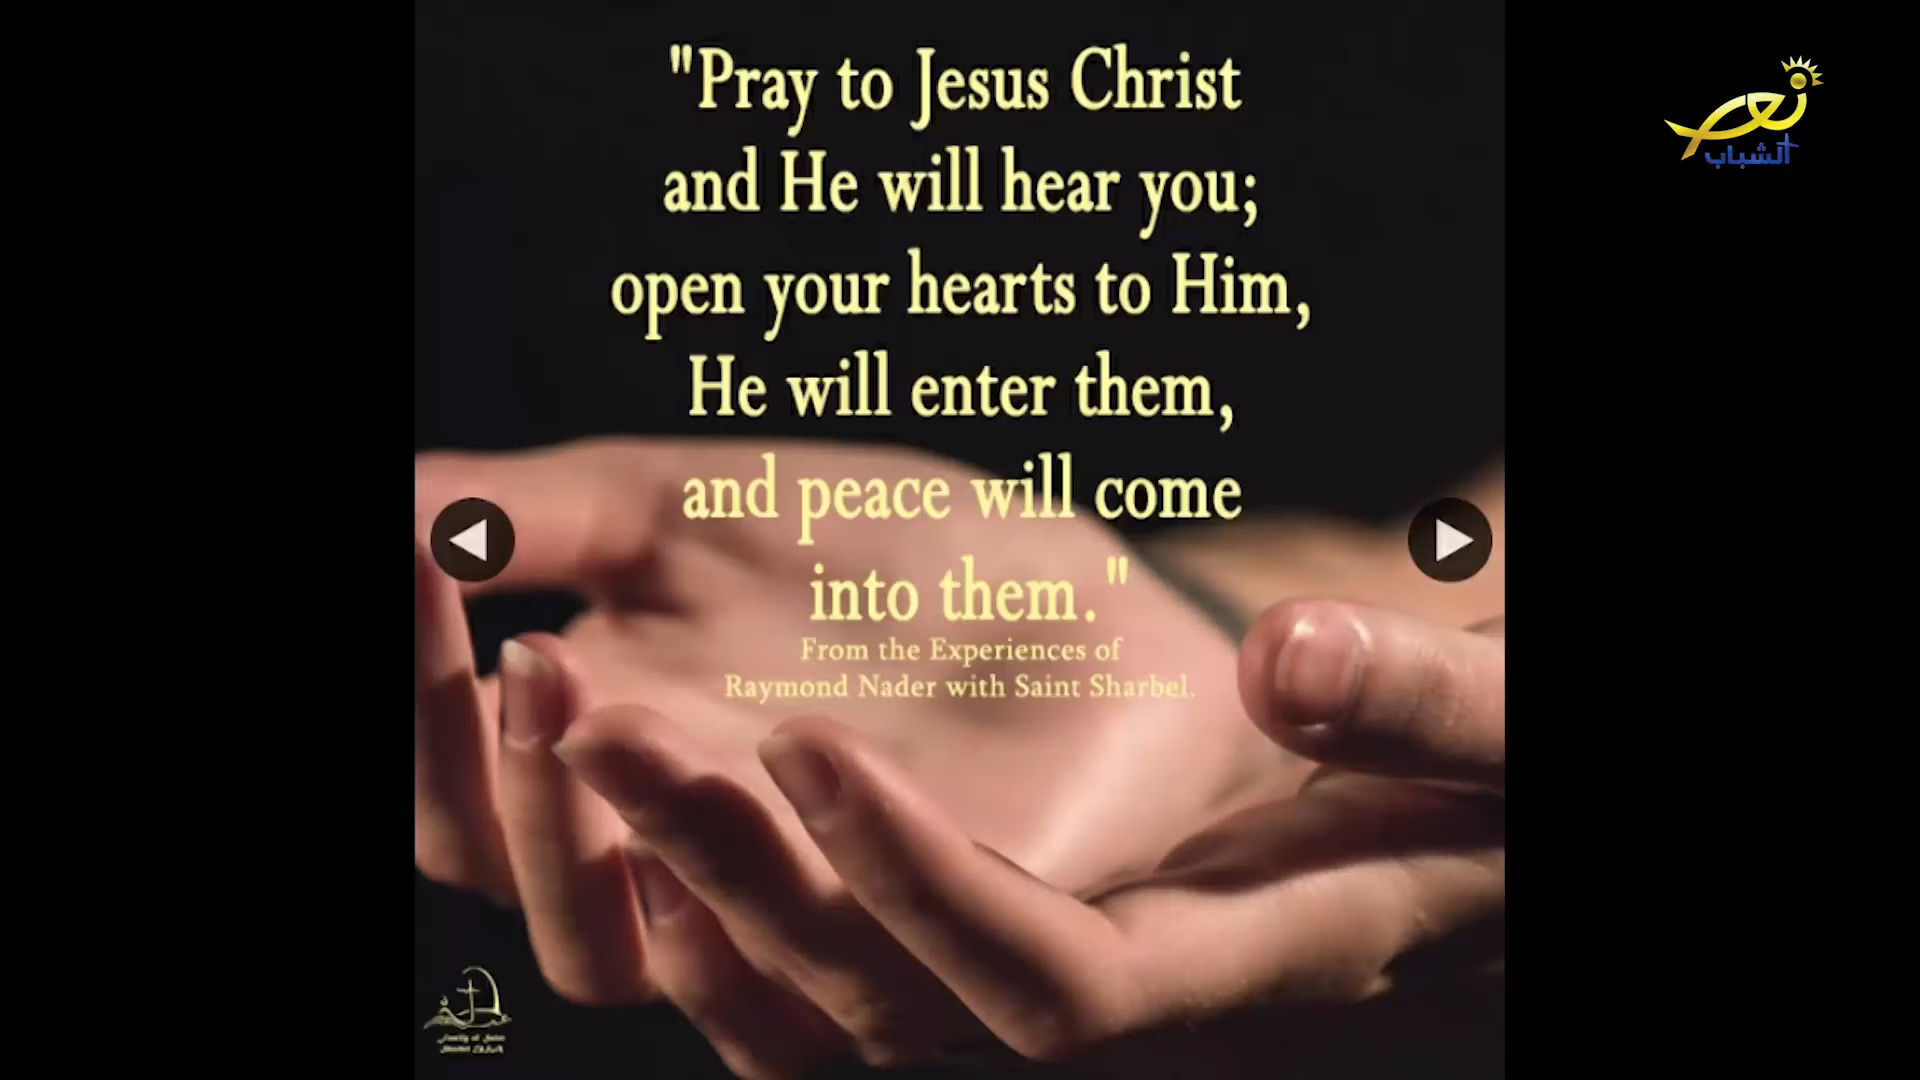 "Pray to Jesus Christ
and He will hear you;
open your hearts to Him,
He will enter them,
and peace will come
into them."
From the Experiences of
Raymond Nader with Saint Sharbel.
نعم
الشباب